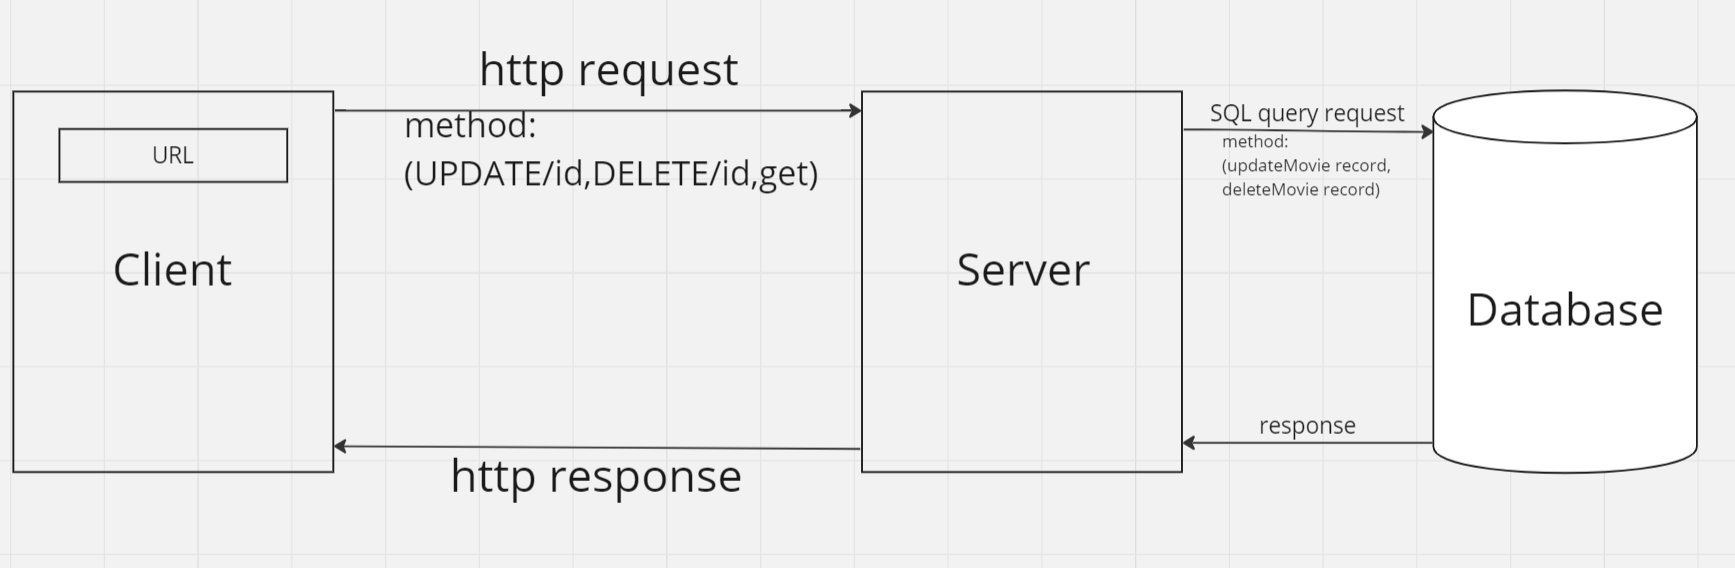 http request
method:
(UPDATE/id,DELETE/id,get)
URL
Client
http response
Server
SQL query request
method:
(updateMovie record,
deleteMovie record)
response
Database